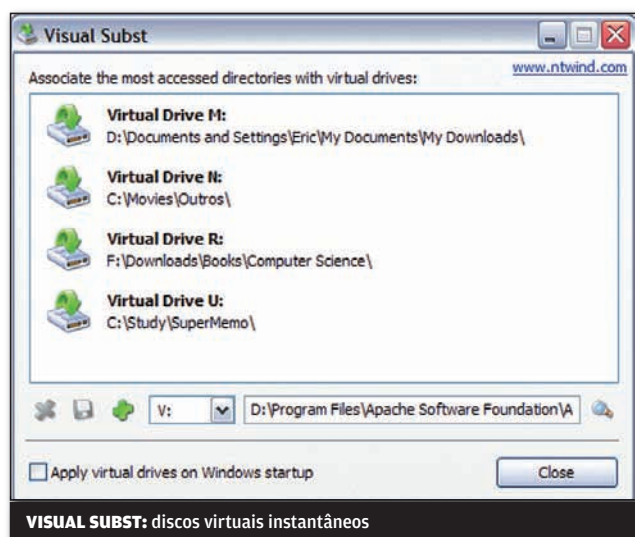 Visual Subst
www.ntwind.com
Associate the most accessed directories with virtual drives:
Virtual Drive M:
D:\Documents and Settings\Eric\My Documents\My Downloads\
Virtual Drive N:
C:\Movies\Outros\
Virtual Drive R:
F:\Downloads\Books\Computer Science\
Virtual Drive U:
C:\Study\SuperMemo\
V:
D:\Program Files\Apache Software Foundation\A
Apply virtual drives on Windows startup
Close
VISUAL SUBST: discos virtuais instantâneos